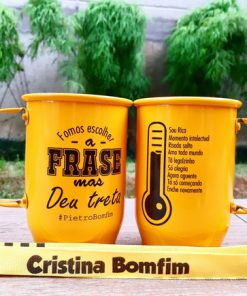 Fomos escolher
a
FRASE
mas
Deu treta
#PietroBomfim
Sou Rica
Momento intelectual
Risada solta
Amo todo mundo
Tô legalzinho
Só alegria
Agora aguente
Tá só começando
Enche novamente
Cristina Bomfim